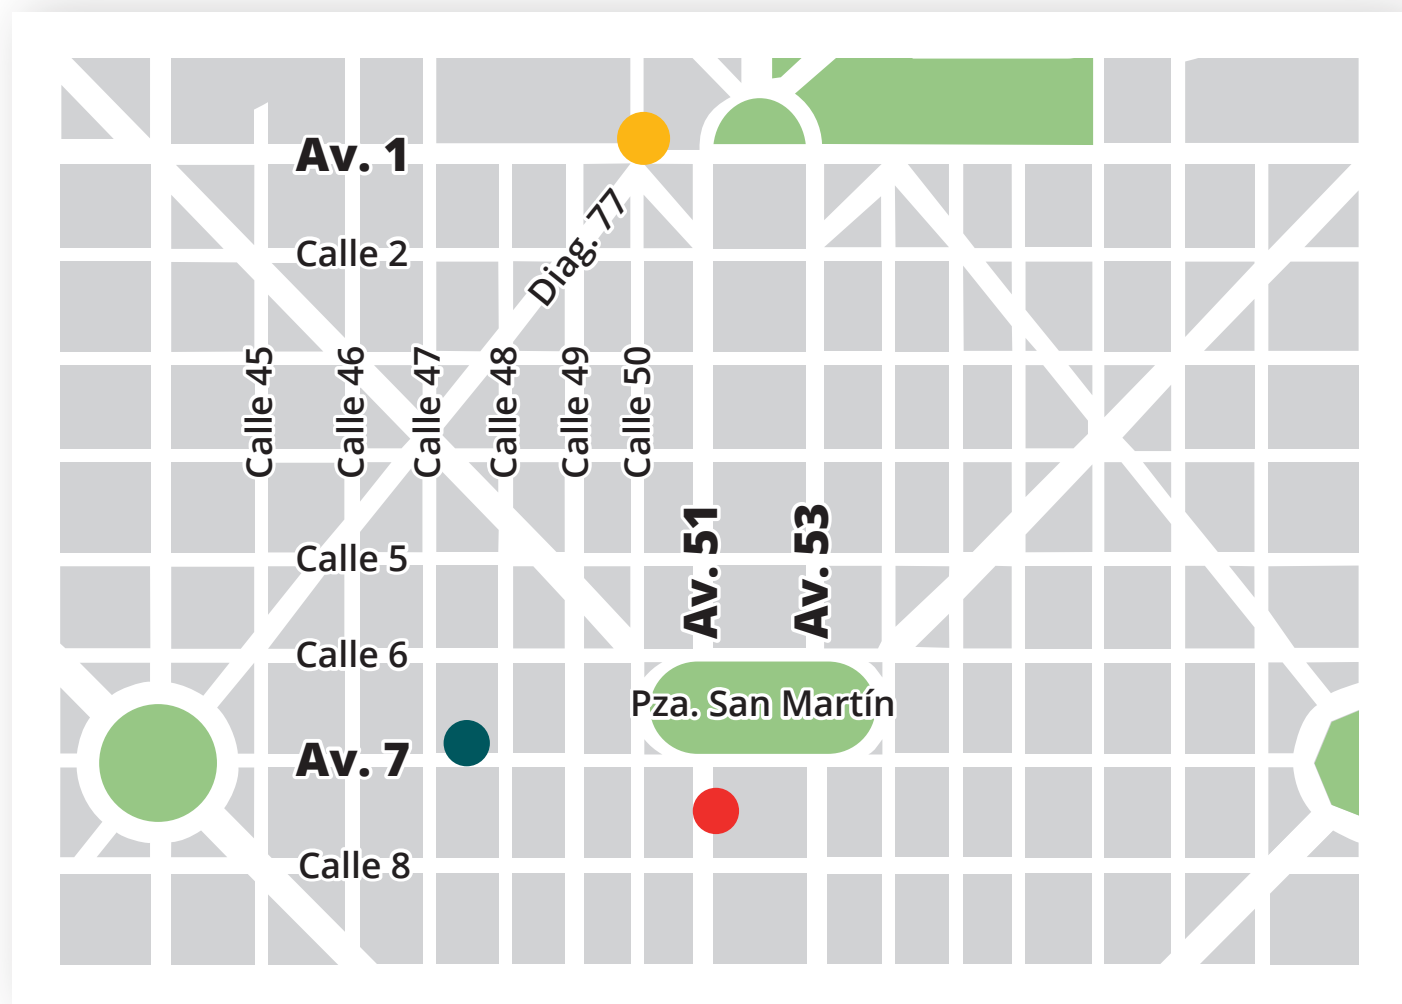 Av. 1
Diag. 77
Calle 2
Calle 45
Calle 46
Calle 47
Calle 48
Calle 49
Calle 50
Av. 51
Av. 53
Calle 5
Calle 6
Pza. San Martín
Av. 7
Calle 8